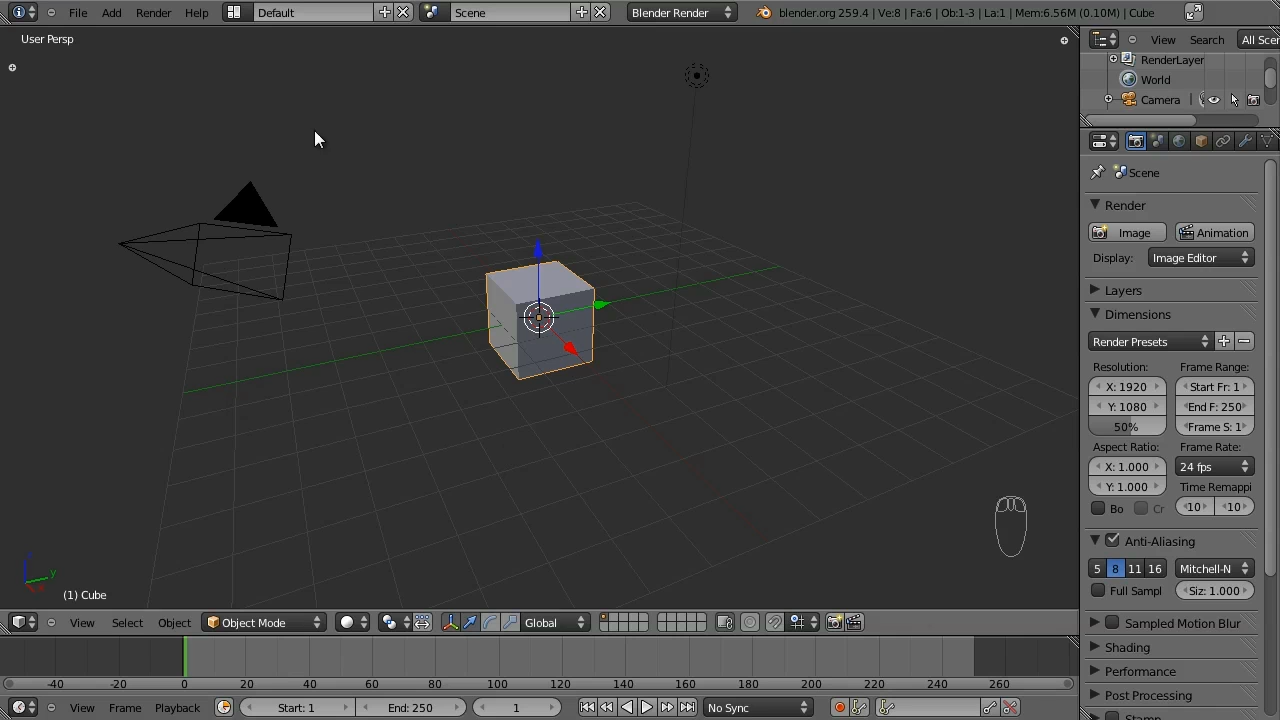 File Add Render Help Default Scene Blender Render blender.org 259.4 | Ve:8 | Fa:6 | Ob:1-3 | La:1 | Mem:6.56M (0.10M) | Cube
User Persp
View Search All Scen
RenderLayer
World
Camera
Scene
Render
Image Animation
Display: Image Editor
Layers
Dimensions
Render Presets
Resolution: Frame Range:
X: 1920 Start Fr: 1
Y: 1080 End F: 250
50% Frame S: 1
Aspect Ratio: Frame Rate:
X: 1.000 24 fps
Y: 1.000 Time Remappi
Bo Cr 10 10
Anti-Aliasing
5 8 11 16 Mitchell-N
Full Sampl Siz: 1.000
Sampled Motion Blur
Shading
Performance
Post Processing
Stamp
y
(1) Cube
View Select Object Object Mode Global
-40 -20 0 20 40 60 80 100 120 140 160 180 200 220 240 260
View Frame Playback Start: 1 End: 250 1 No Sync